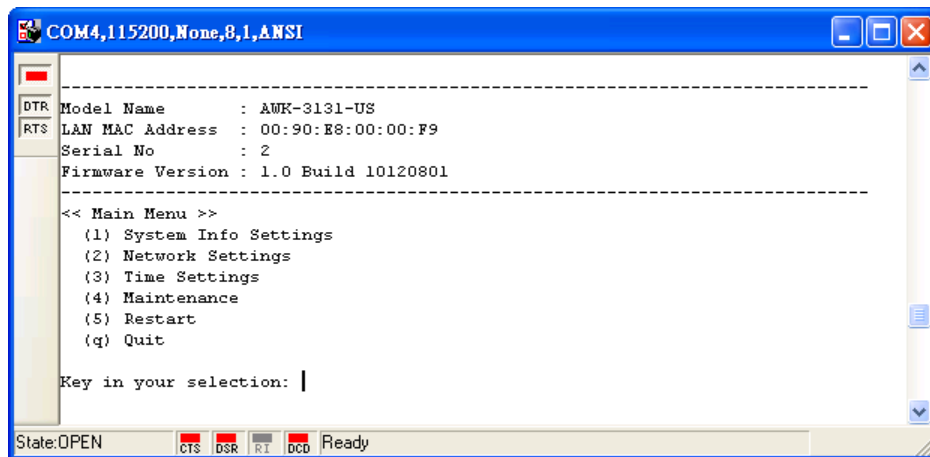 COM4,115200,None,8,1,ANSI
DTR
RTS
--------------------------------------------------------------------------------
Model Name       : AWK-3131-US
LAN MAC Address  : 00:90:E8:00:00:F9
Serial No        : 2
Firmware Version : 1.0 Build 10120801
--------------------------------------------------------------------------------
<< Main Menu >>
(1) System Info Settings
(2) Network Settings
(3) Time Settings
(4) Maintenance
(5) Restart
(q) Quit
Key in your selection:
State:OPEN CTS DSR RI DCD Ready